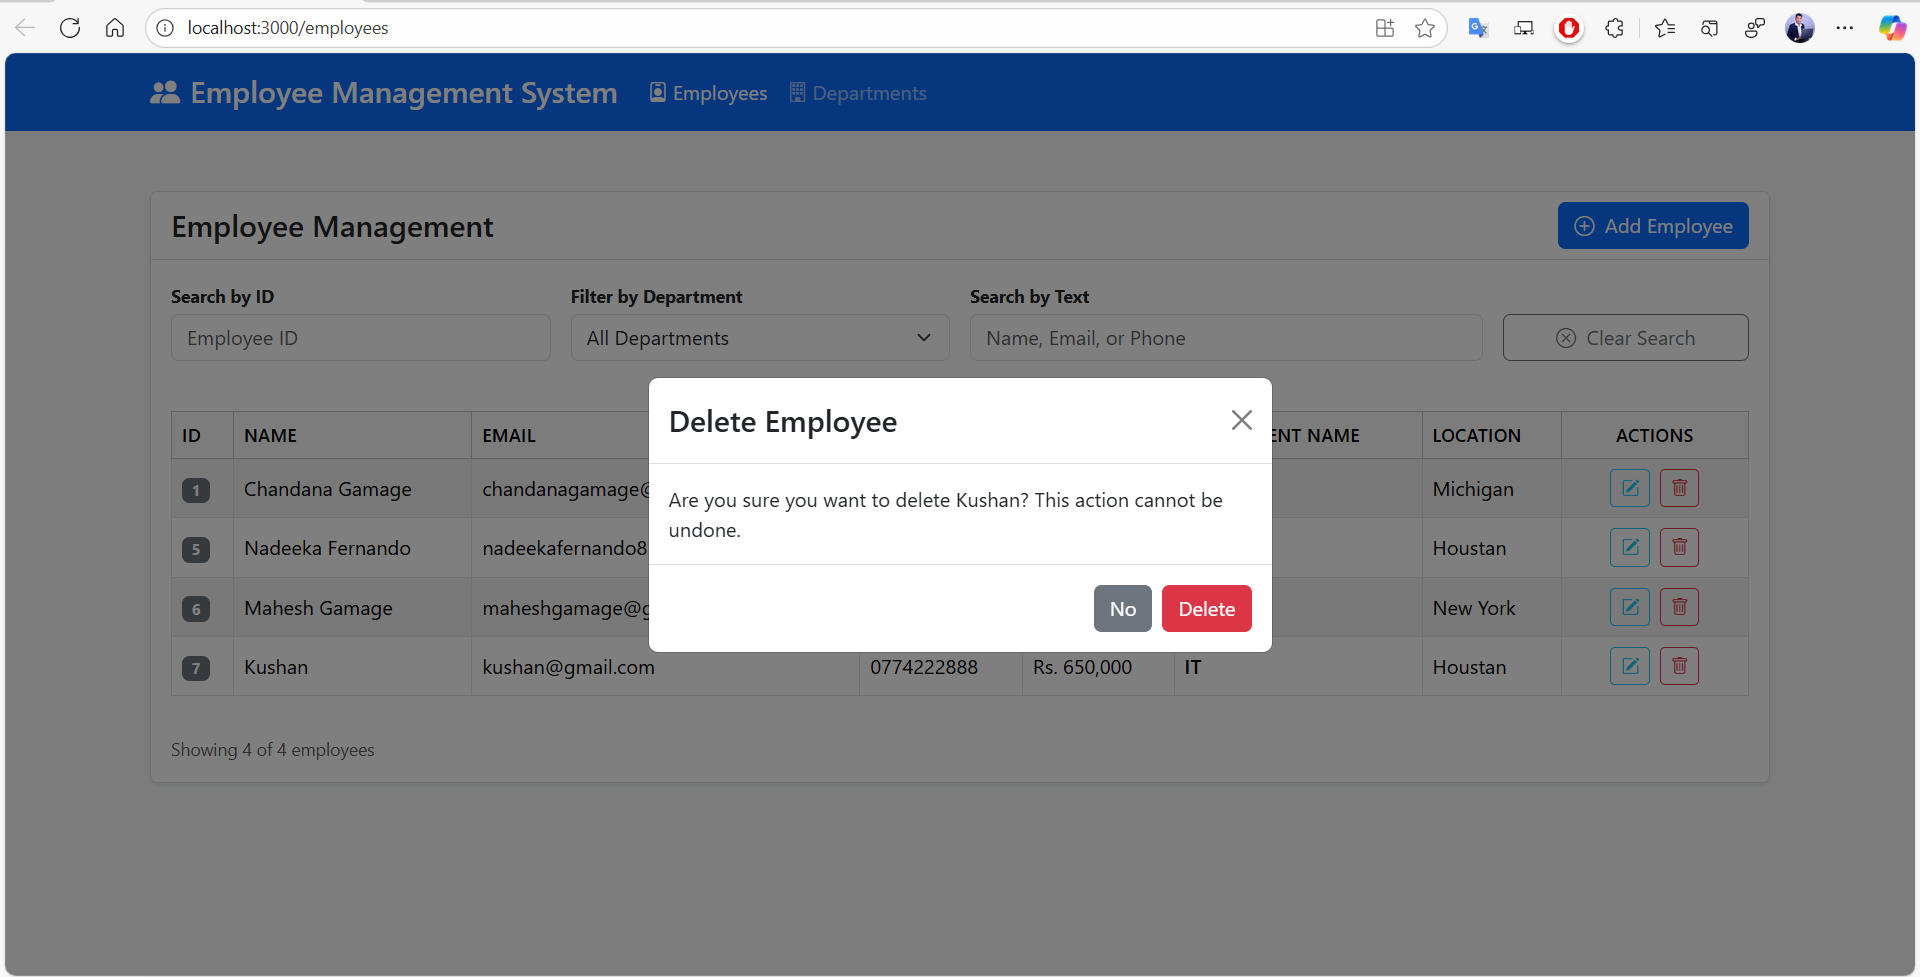 localhost:3000/employees
Employee Management System Employees Departments
Employee Management Add Employee
Search by ID Filter by Department Search by Text
Employee ID All Departments Name, Email, or Phone Clear Search
Delete Employee
Are you sure you want to delete Kushan? This action cannot be
undone.
No Delete
ID NAME EMAIL ENT NAME LOCATION ACTIONS
1 Chandana Gamage chandanagamage@ Michigan
5 Nadeeka Fernando nadeekafernando8 Houstan
6 Mahesh Gamage maheshgamage@g New York
7 Kushan kushan@gmail.com 0774222888 Rs. 650,000 IT Houstan
Showing 4 of 4 employees